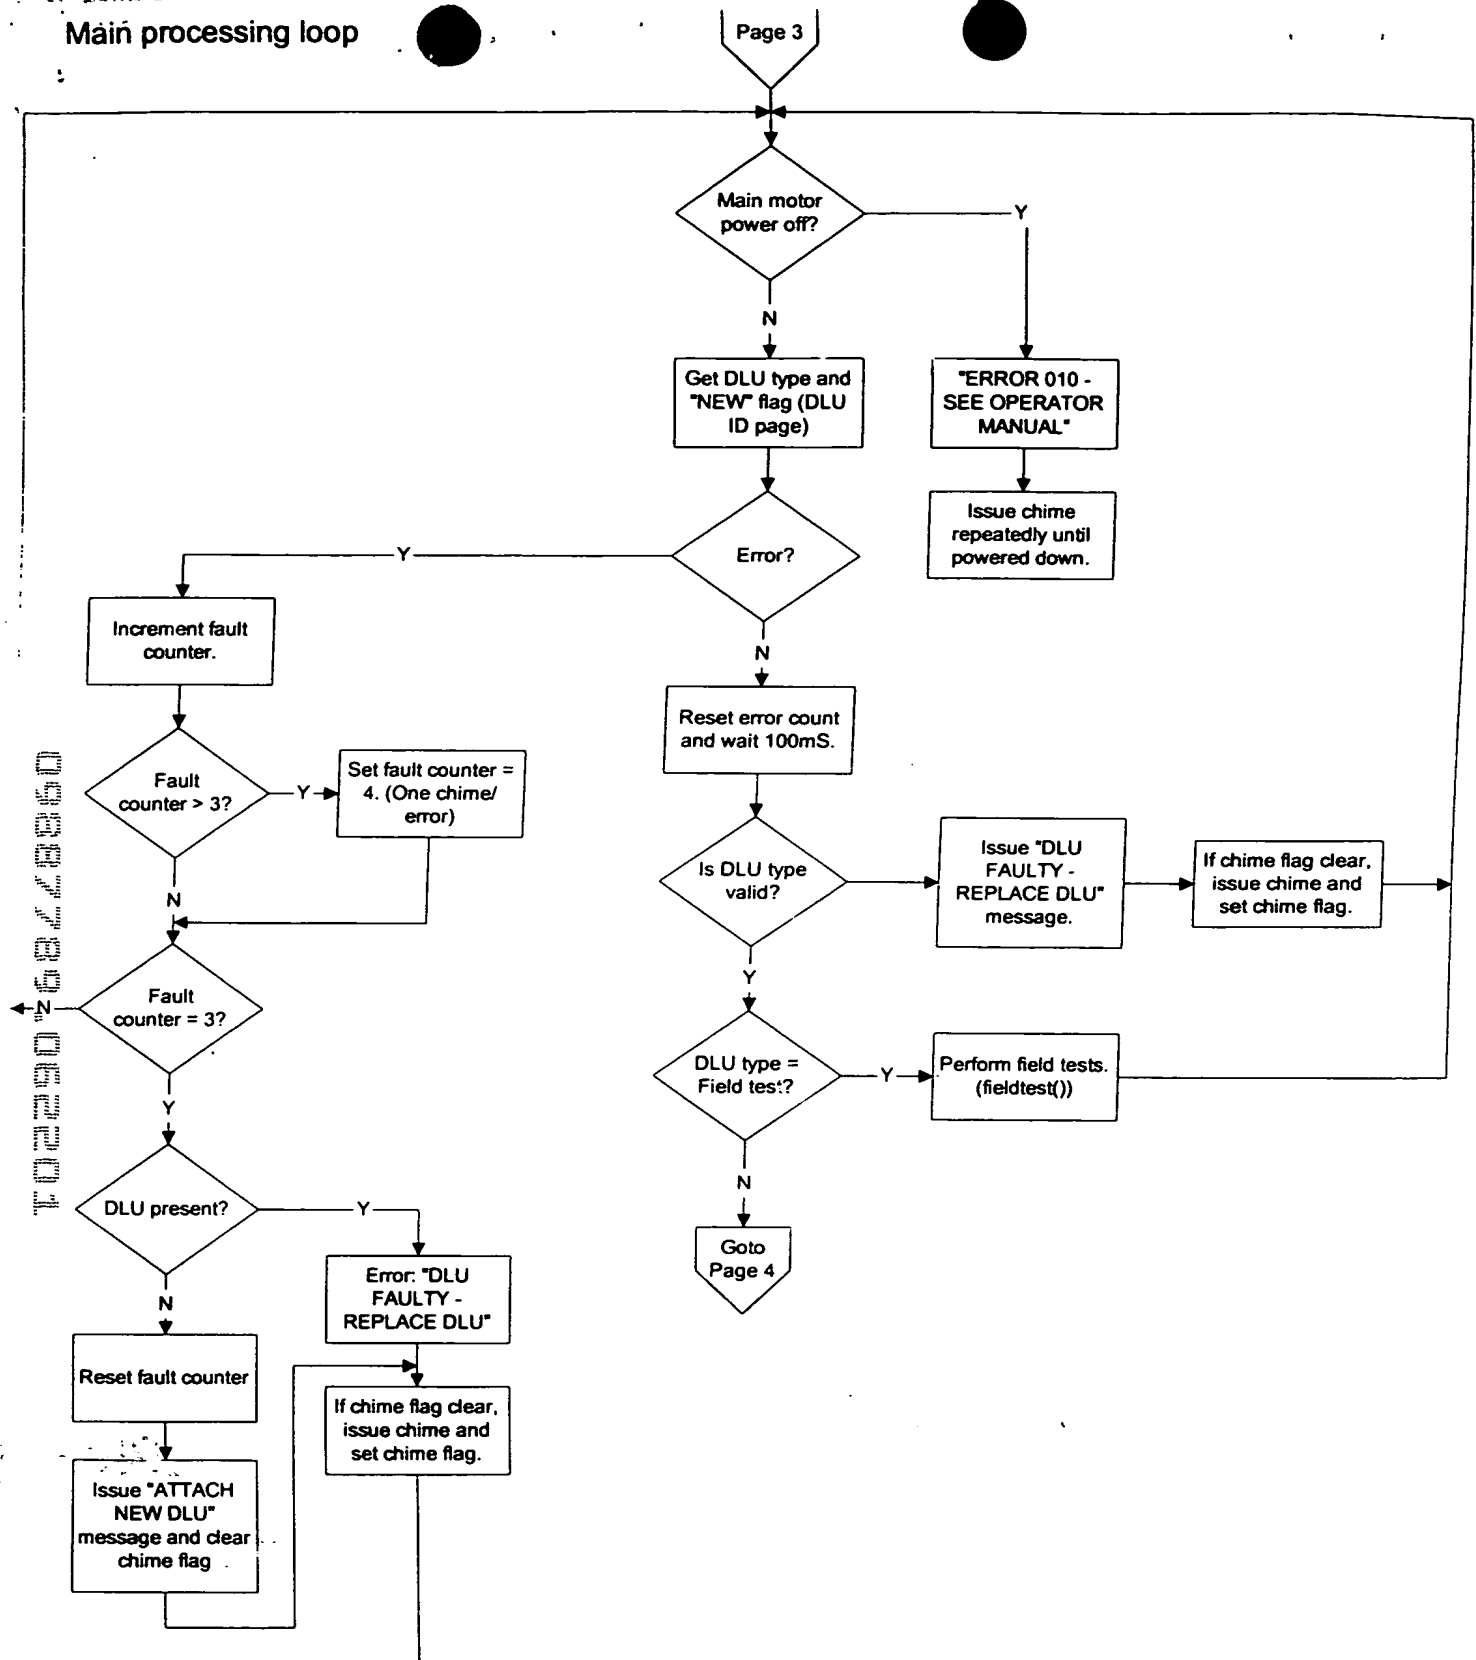 Main processing loop
Page 3
Main motor
power off?
Y
N
Get DLU type and
"NEW" flag (DLU
ID page)
"ERROR 010 -
SEE OPERATOR
MANUAL"
Issue chime
repeatedly until
powered down.
Error?
Y
N
Increment fault
counter.
Reset error count
and wait 100mS.
Fault
counter > 3?
Y
Set fault counter =
4. (One chime/
error)
N
Is DLU type
valid?
Issue "DLU
FAULTY -
REPLACE DLU"
message.
If chime flag clear,
issue chime and
set chime flag.
Y
Fault
counter = 3?
N
Y
DLU type =
Field test?
Y
Perform field tests.
(fieldtest())
N
Goto
Page 4
DLU present?
Y
N
Error: "DLU
FAULTY -
REPLACE DLU"
Reset fault counter
If chime flag clear,
issue chime and
set chime flag.
Issue "ATTACH
NEW DLU"
message and clear
chime flag